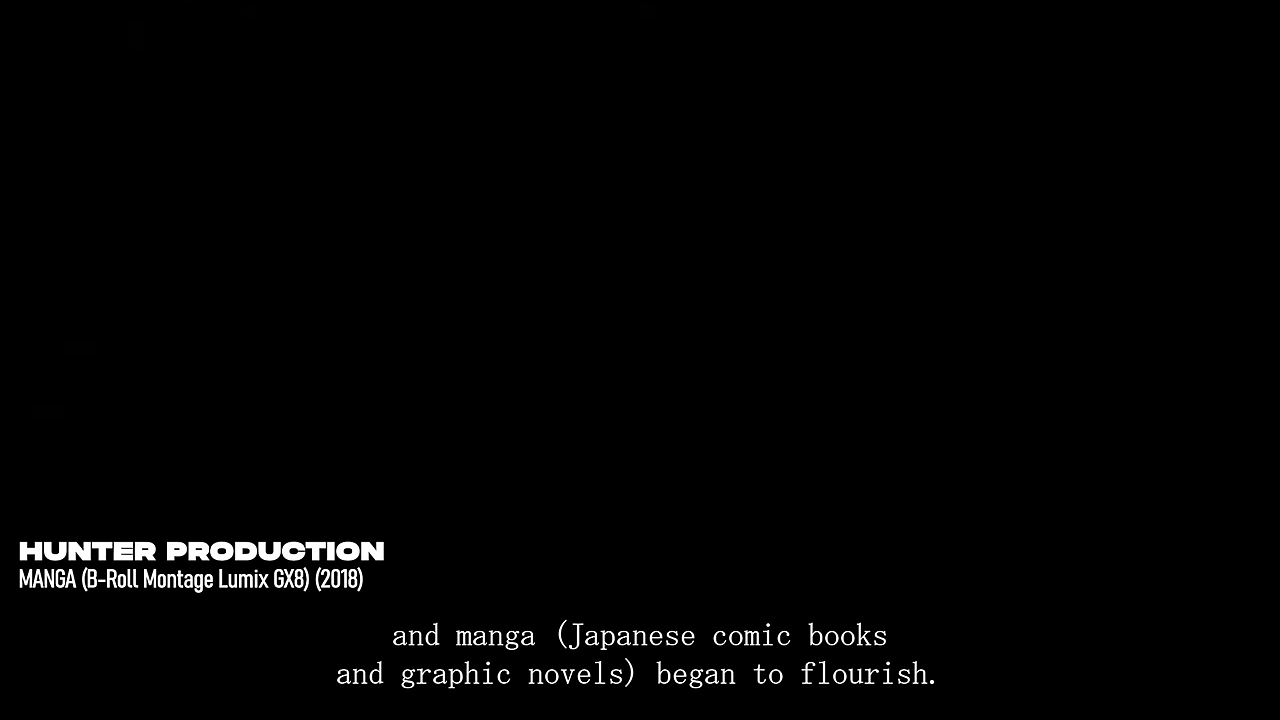 HUNTER PRODUCTION
MANGA (B-Roll Montage Lumix GX8) (2018)
and manga (Japanese comic books
and graphic novels) began to flourish.